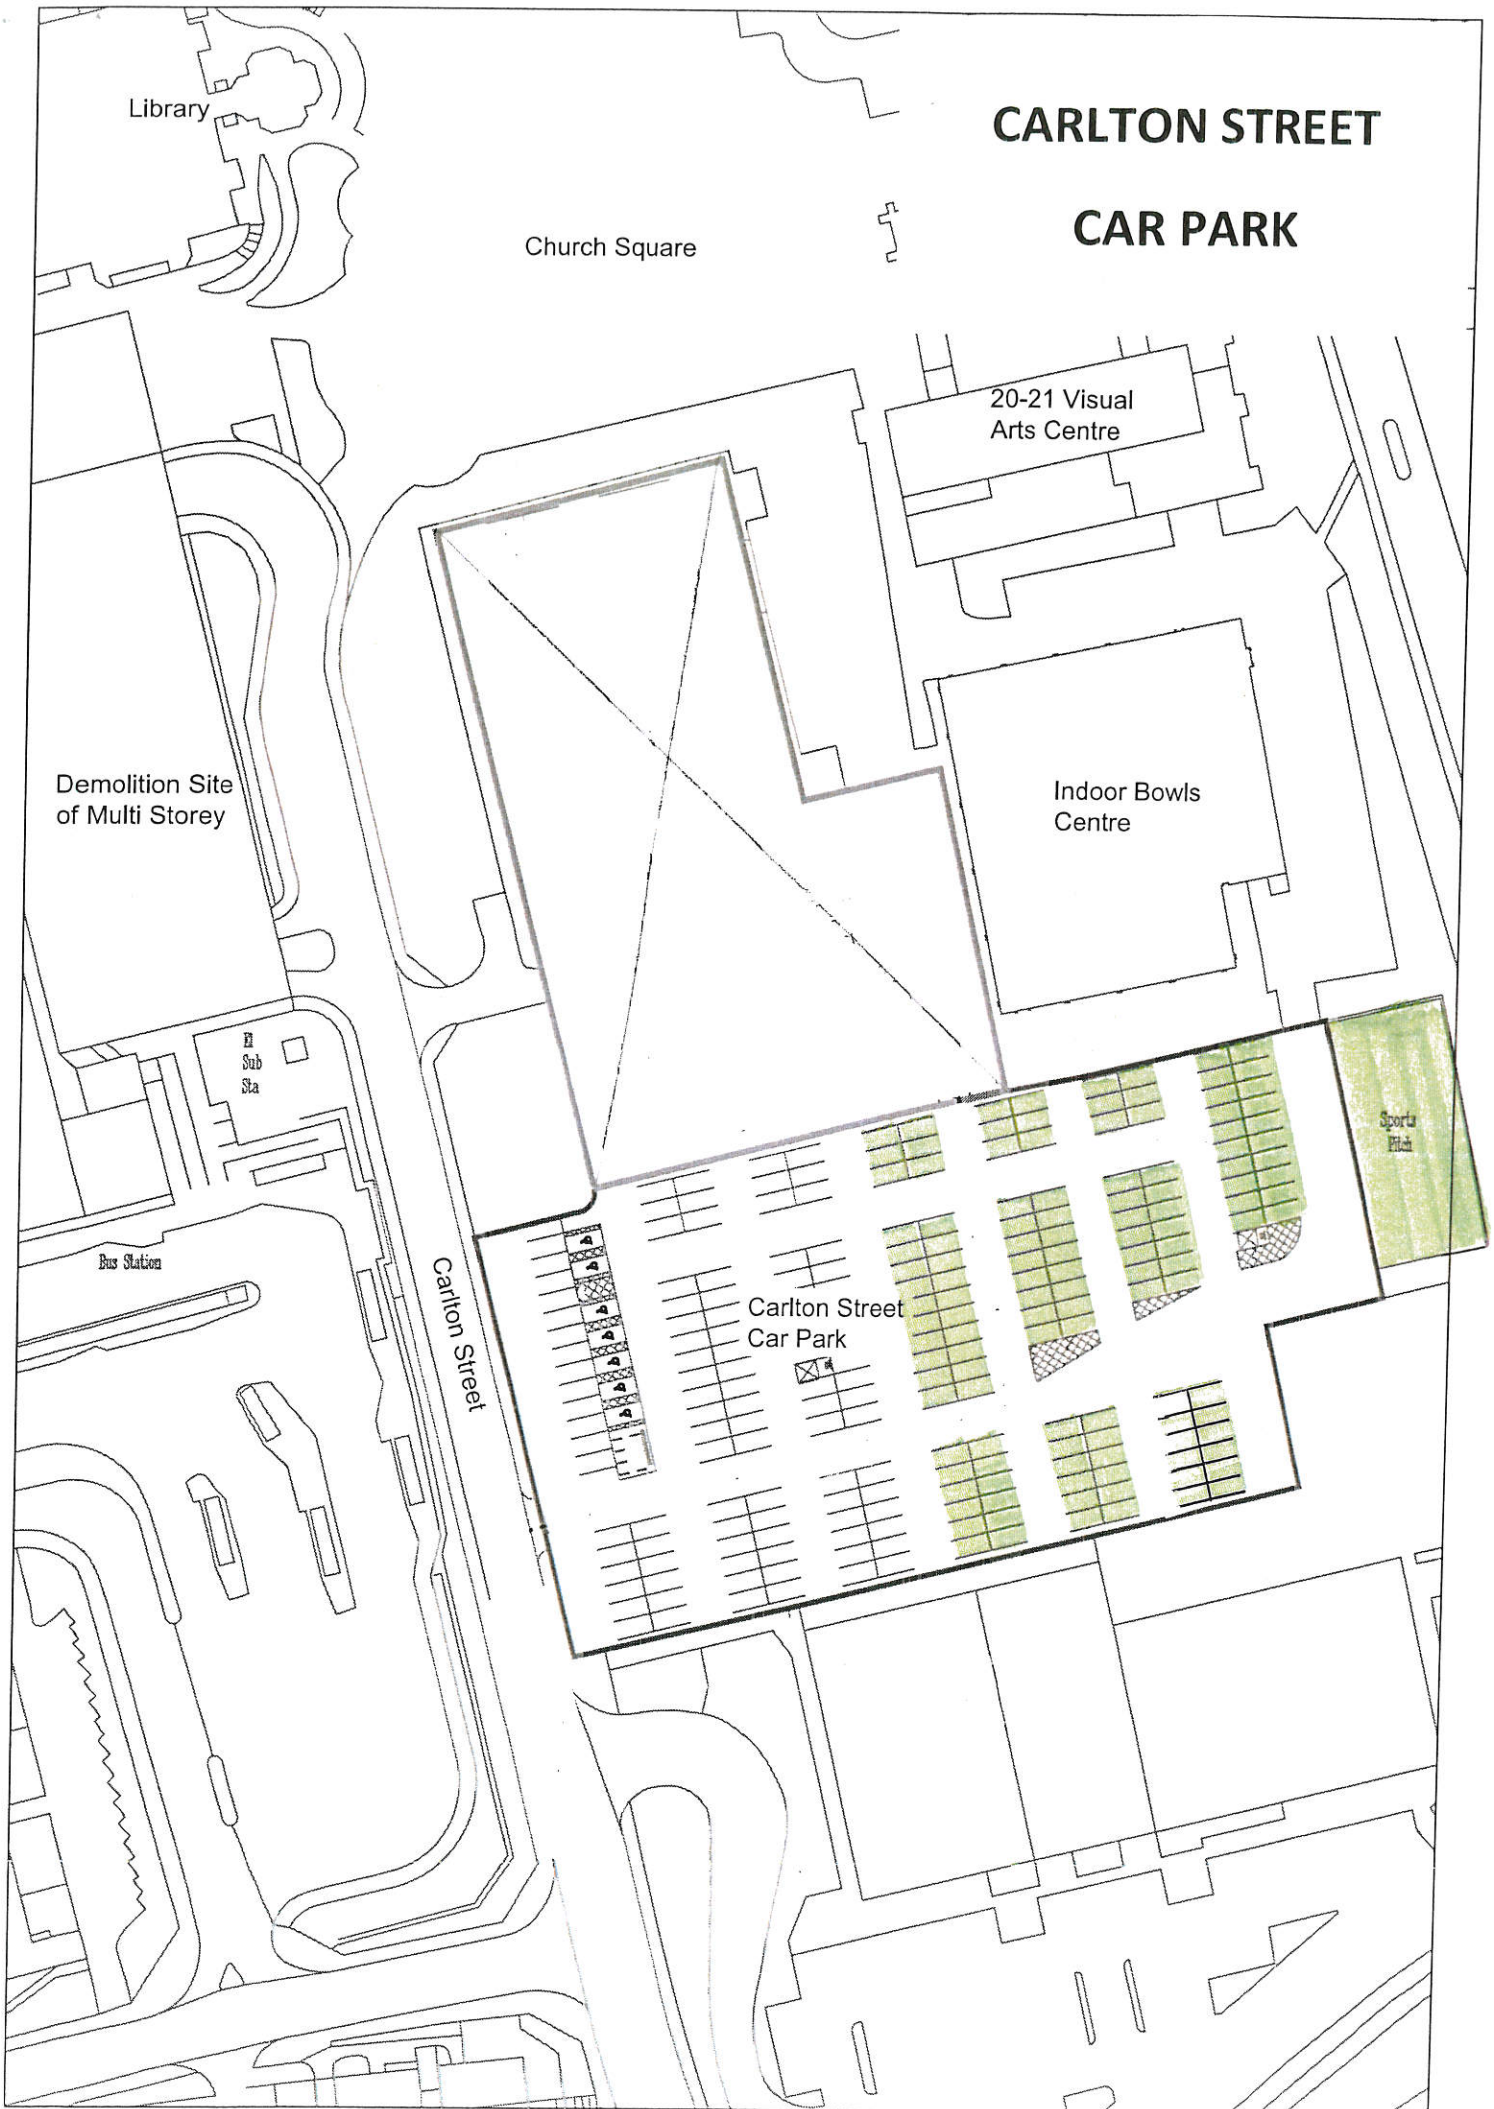 CARLTON STREET
CAR PARK
Library
Church Square
20-21 Visual
Arts Centre
Demolition Site
of Multi Storey
Indoor Bowls
Centre
El
Sub
Sta
Sports
Pitch
Bus Station
Carlton Street
Carlton Street
Car Park